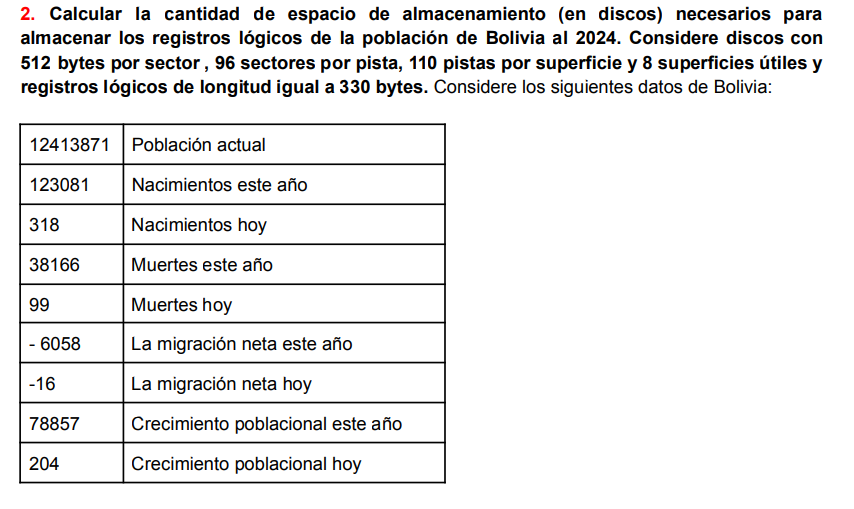 2. Calcular la cantidad de espacio de almacenamiento (en discos) necesarios para
almacenar los registros lógicos de la población de Bolivia al 2024. Considere discos con
512 bytes por sector , 96 sectores por pista, 110 pistas por superficie y 8 superficies útiles y
registros lógicos de longitud igual a 330 bytes. Considere los siguientes datos de Bolivia:
12413871 Población actual
123081 Nacimientos este año
318 Nacimientos hoy
38166 Muertes este año
99 Muertes hoy
- 6058 La migración neta este año
-16 La migración neta hoy
78857 Crecimiento poblacional este año
204 Crecimiento poblacional hoy